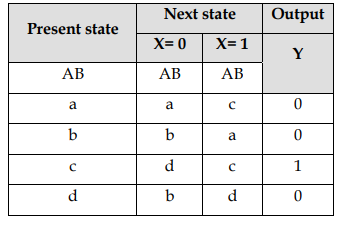 Present state Next state Output
X= 0 X= 1 Y
AB AB AB
a a c 0
b b a 0
c d c 1
d b d 0